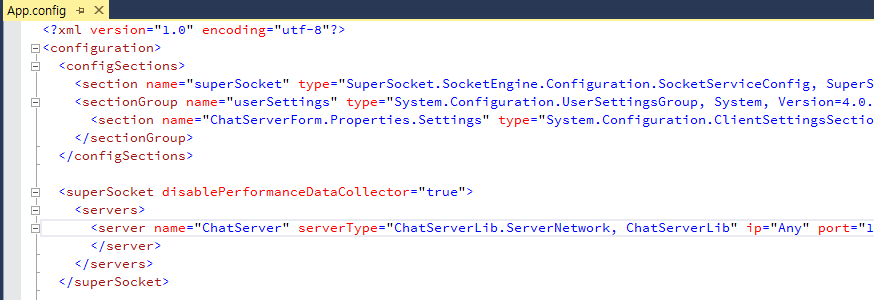 App.config
<?xml version="1.0" encoding="utf-8"?>
<configuration>
<configSections>
<section name="superSocket" type="SuperSocket.SocketEngine.Configuration.SocketServiceConfig, SuperS
<sectionGroup name="userSettings" type="System.Configuration.UserSettingsGroup, System, Version=4.0.
<section name="ChatServerForm.Properties.Settings" type="System.Configuration.ClientSettingsSectio
</sectionGroup>
</configSections>
<superSocket disablePerformanceDataCollector="true">
<servers>
<server name="ChatServer" serverType="ChatServerLib.ServerNetwork, ChatServerLib" ip="Any" port="1
</server>
</servers>
</superSocket>